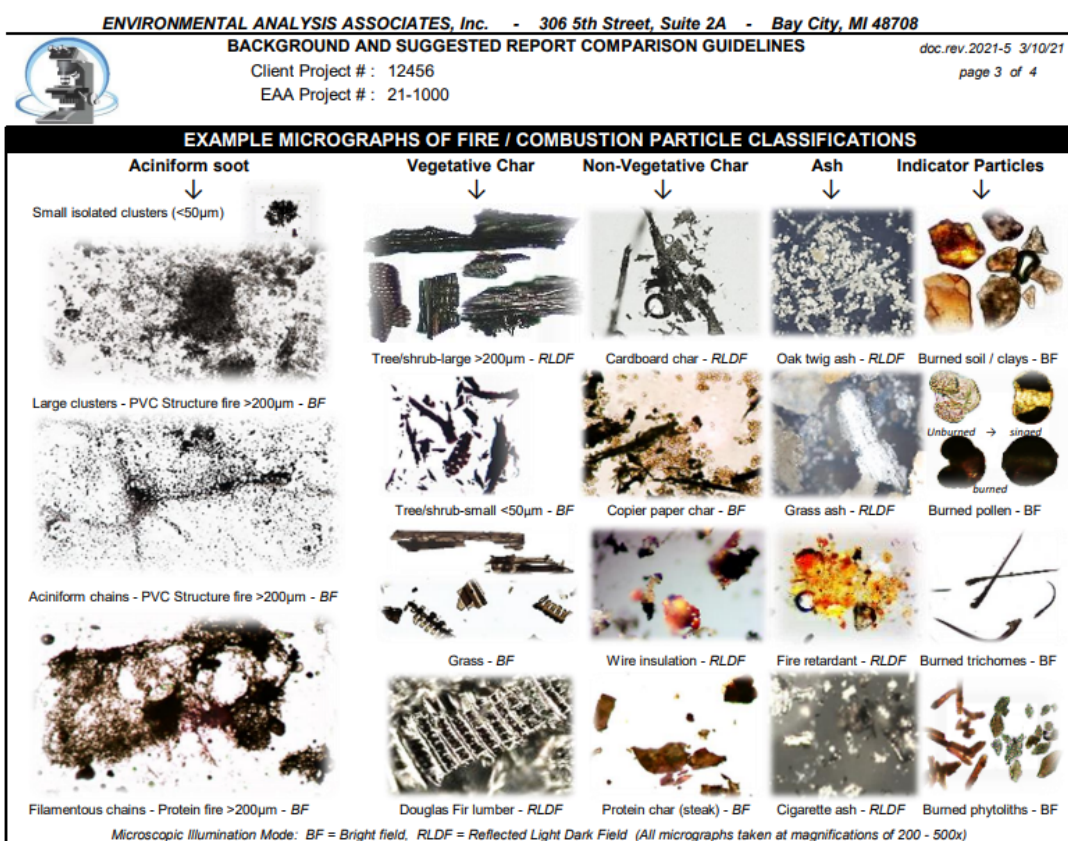 ENVIRONMENTAL ANALYSIS ASSOCIATES, Inc. - 306 5th Street, Suite 2A - Bay City, MI 48708
BACKGROUND AND SUGGESTED REPORT COMPARISON GUIDELINES
doc.rev.2021-5 3/10/21
Client Project # : 12456
page 3 of 4
EAA Project # : 21-1000
EXAMPLE MICROGRAPHS OF FIRE / COMBUSTION PARTICLE CLASSIFICATIONS
Aciniform soot Vegetative Char Non-Vegetative Char Ash Indicator Particles
↓ ↓ ↓ ↓ ↓
Small isolated clusters (<50µm)
Tree/shrub-large >200µm - RLDF Cardboard char - RLDF Oak twig ash - RLDF Burned soil / clays - BF
Large clusters - PVC Structure fire >200µm - BF
Unburned → singed
burned
Tree/shrub-small <50µm - BF Copier paper char - BF Grass ash - RLDF Burned pollen - BF
Aciniform chains - PVC Structure fire >200µm - BF
Grass - BF Wire insulation - RLDF Fire retardant - RLDF Burned trichomes - BF
Filamentous chains - Protein fire >200µm - BF Douglas Fir lumber - RLDF Protein char (steak) - BF Cigarette ash - RLDF Burned phytoliths - BF
Microscopic Illumination Mode: BF = Bright field, RLDF = Reflected Light Dark Field (All micrographs taken at magnifications of 200 - 500x)